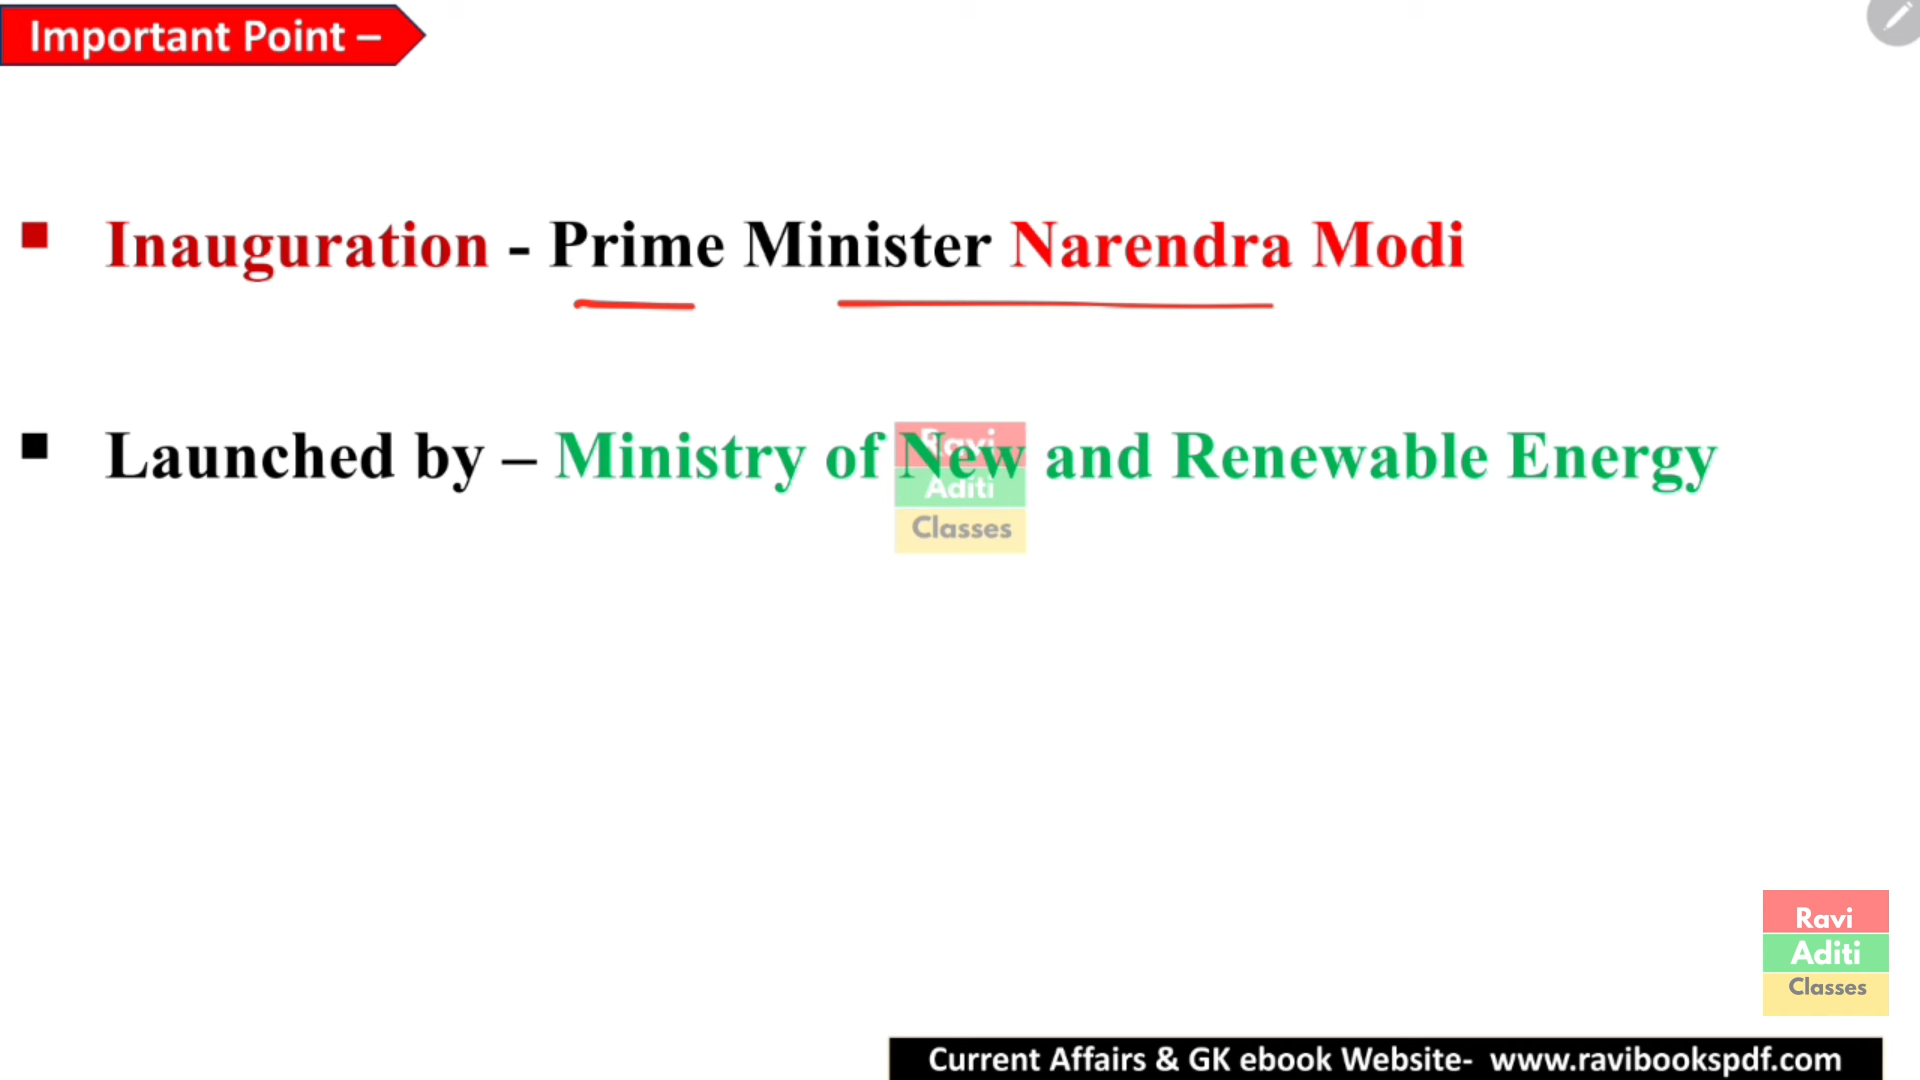 Important Point –
Inauguration - Prime Minister Narendra Modi
Launched by – Ministry of New and Renewable Energy
Ravi
Aditi
Classes
Ravi
Aditi
Classes
Current Affairs & GK ebook Website- www.ravibookspdf.com